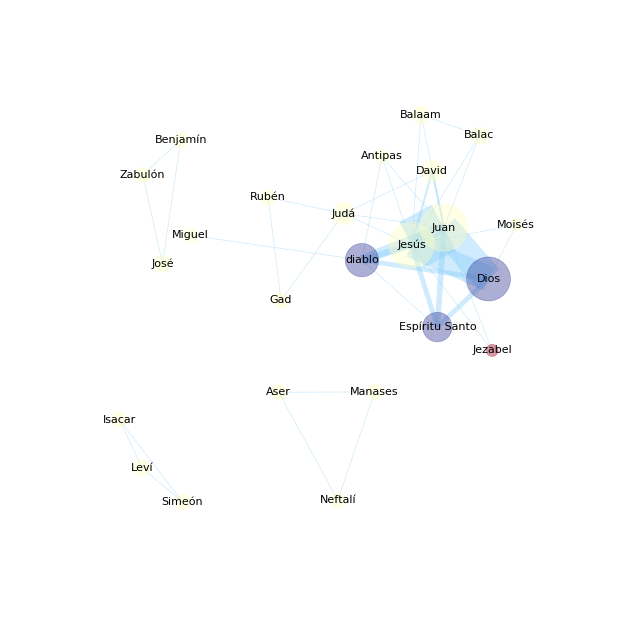 Balaam
Balac
Benjamín
Antipas
David
Zabulón
Rubén
Judá
Moisés
Juan
Miguel
Jesús
diablo
José
Dios
Gad
Espíritu Santo
Jezabel
Aser
Manases
Isacar
Leví
Neftalí
Simeón